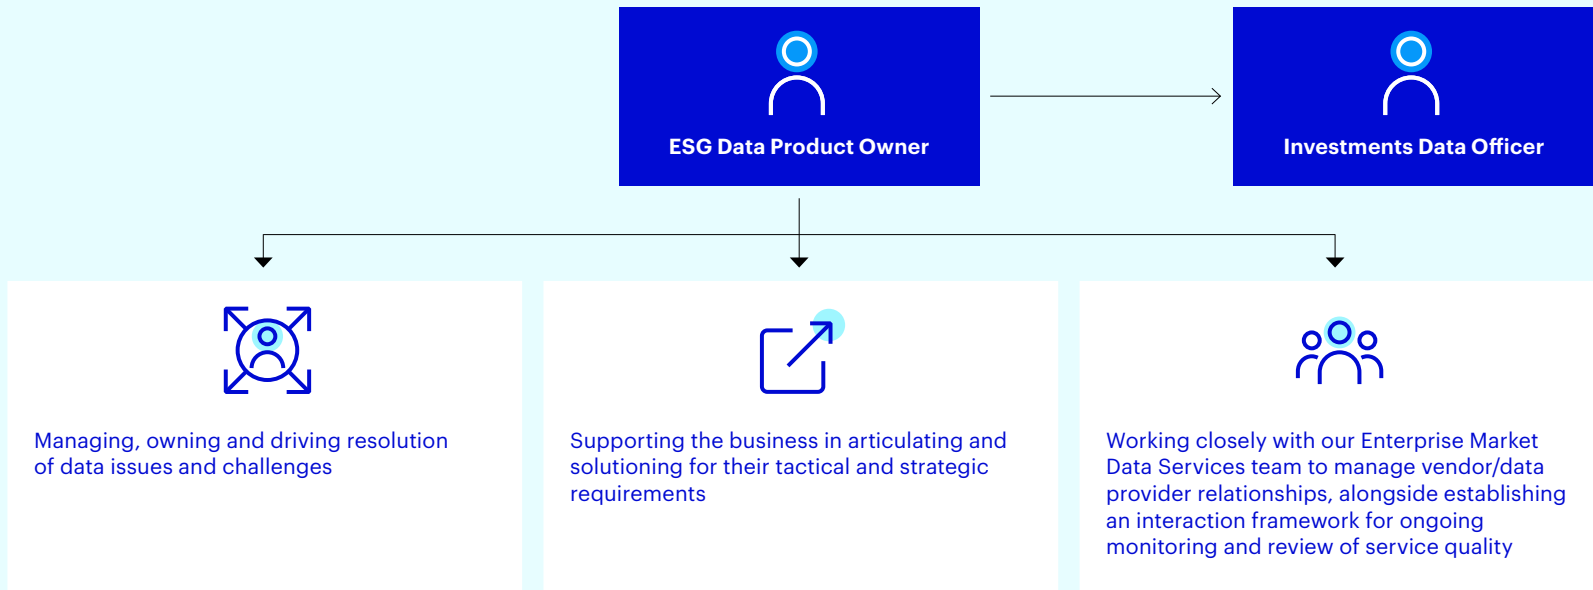 ESG Data Product Owner
Investments Data Officer
Managing, owning and driving resolution
of data issues and challenges
Supporting the business in articulating and
solutioning for their tactical and strategic
requirements
Working closely with our Enterprise Market
Data Services team to manage vendor/data
provider relationships, alongside establishing
an interaction framework for ongoing
monitoring and review of service quality